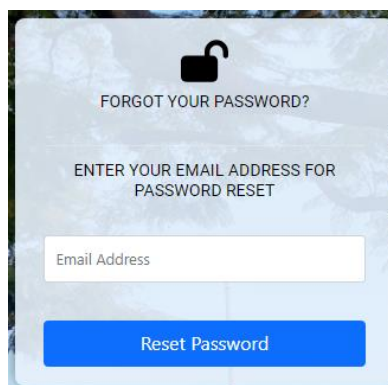 FORGOT YOUR PASSWORD?
ENTER YOUR EMAIL ADDRESS FOR
PASSWORD RESET
Email Address
Reset Password